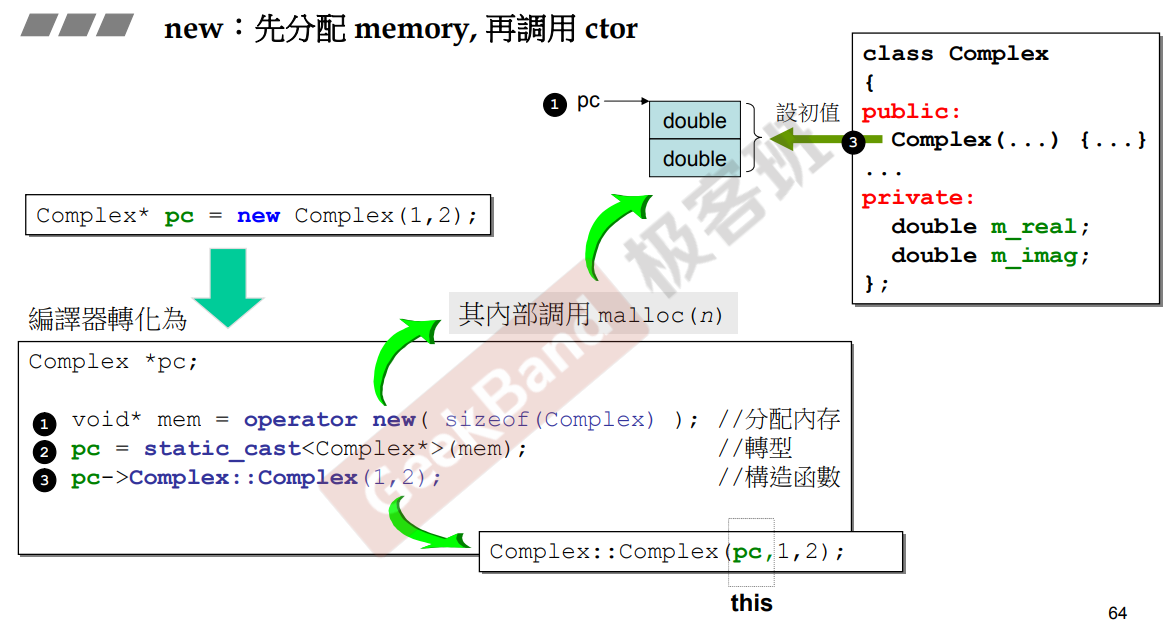 new：先分配 memory, 再調用 ctor
class Complex
{
public:
Complex(...) {...}
...
private:
double m_real;
double m_imag;
};
1 pc
double
double
設初值
3
Complex* pc = new Complex(1,2);
編譯器轉化為
其內部調用 malloc(n)
Complex *pc;
1 void* mem = operator new( sizeof(Complex) ); //分配內存
2 pc = static_cast<Complex*>(mem); //轉型
3 pc->Complex::Complex(1,2); //構造函數
Complex::Complex(pc,1,2);
this
GeekBand 极客班
64